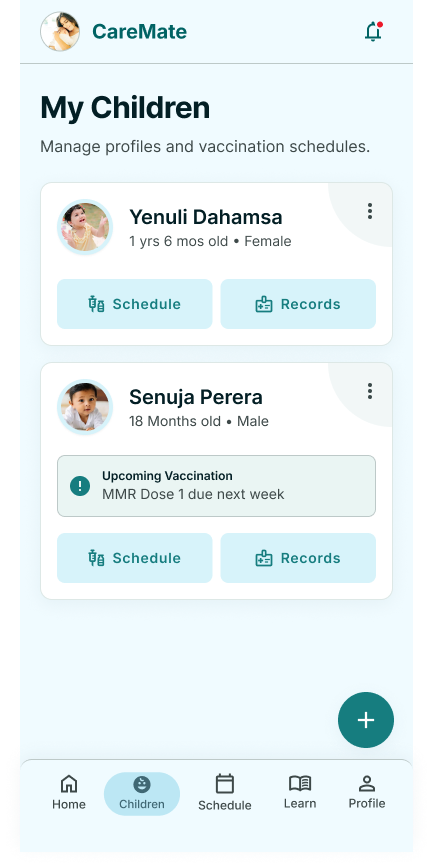 CareMate
My Children
Manage profiles and vaccination schedules.
Yenuli Dahamsa
1 yrs 6 mos old • Female
Schedule
Records
Senuja Perera
18 Months old • Male
Upcoming Vaccination
MMR Dose 1 due next week
Schedule
Records
Home
Children
Schedule
Learn
Profile